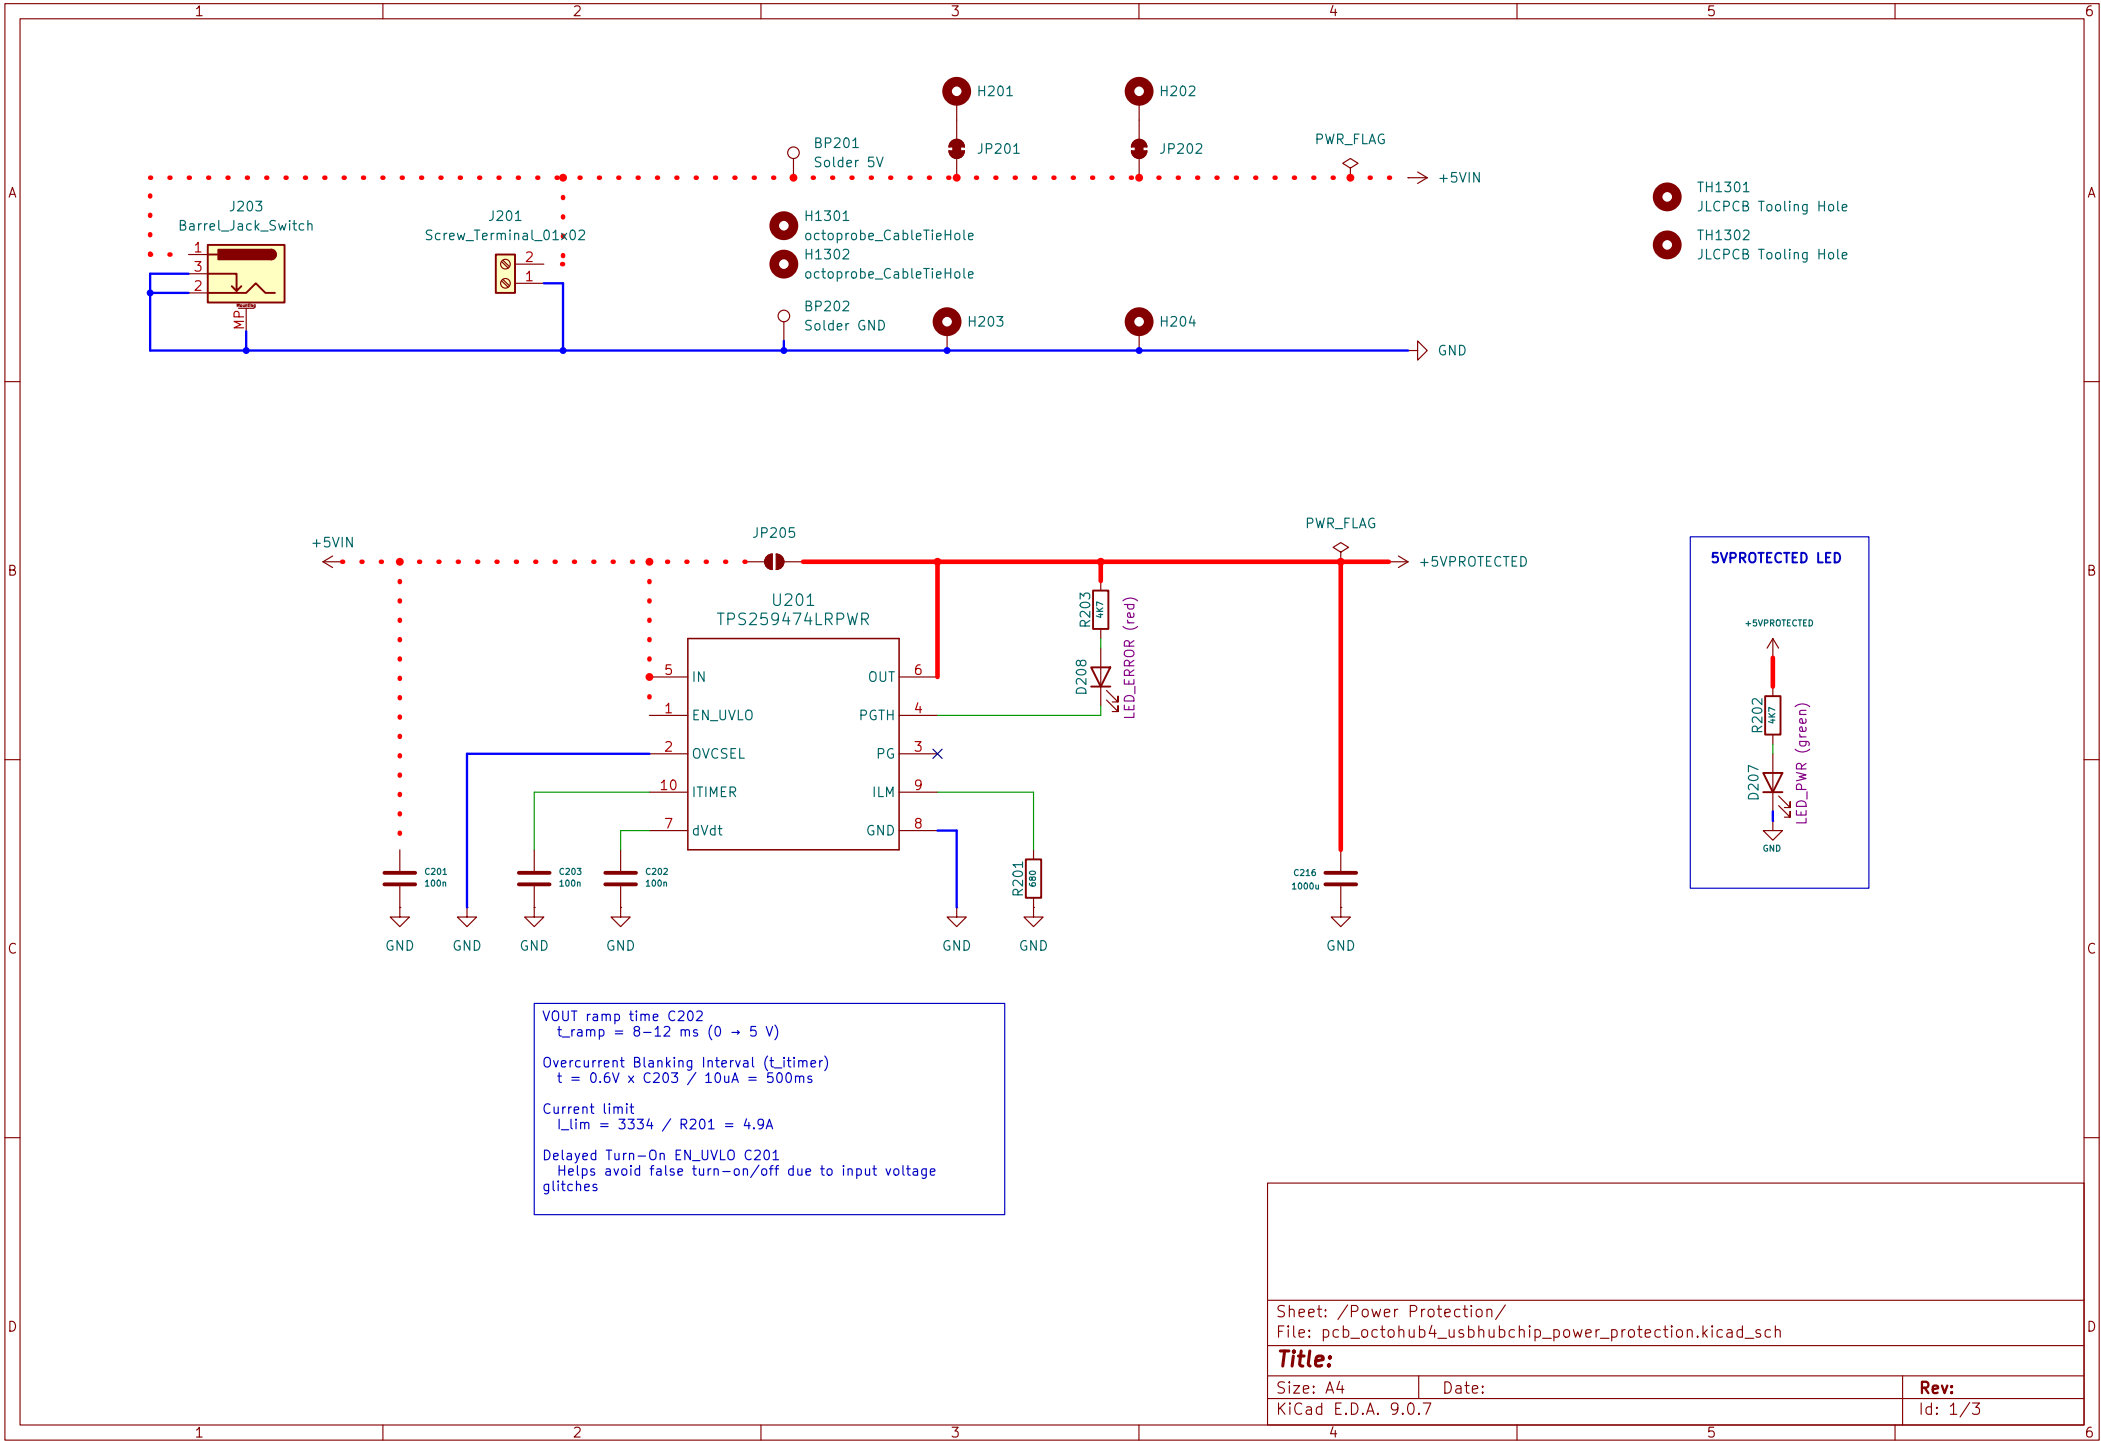 1 2 3 4 5 6
A A
B B
C C
D D
H201
H202
JP201
JP202
BP201
Solder 5V
PWR_FLAG
+5VIN
J203
Barrel_Jack_Switch
1
3
2
Mounting
MP
J201
Screw_Terminal_01x02
2
1
H1301
octoprobe_CableTieHole
H1302
octoprobe_CableTieHole
BP202
Solder GND
H203
H204
GND
TH1301
JLCPCB Tooling Hole
TH1302
JLCPCB Tooling Hole
+5VIN
JP205
PWR_FLAG
+5VPROTECTED
U201
TPS259474LRPWR
5 IN OUT 6
1 EN_UVLO PGTH 4
2 OVCSEL PG 3
10 ITIMER ILM 9
7 dVdt GND 8
R203
4K7
D208
LED_ERROR (red)
C201
100n
C203
100n
C202
100n
R201
680
C216
1000u
GND GND GND GND GND GND GND
5VPROTECTED LED
+5VPROTECTED
R202
4K7
D207
LED_PWR (green)
GND
VOUT ramp time C202
t_ramp = 8-12 ms (0 → 5 V)
Overcurrent Blanking Interval (t_itimer)
t = 0.6V x C203 / 10uA = 500ms
Current limit
I_lim = 3334 / R201 = 4.9A
Delayed Turn-On EN_UVLO C201
Helps avoid false turn-on/off due to input voltage
glitches
Sheet: /Power Protection/
File: pcb_octohub4_usbhubchip_power_protection.kicad_sch
Title:
Size: A4 Date: Rev:
KiCad E.D.A. 9.0.7 Id: 1/3
1 2 3 4 5 6